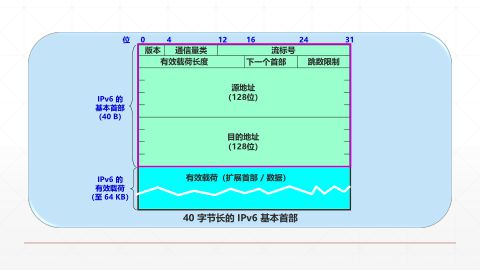 位 0 4 12 16 24 31
版本 通信量类 流标号
有效载荷长度 下一个首部 跳数限制
IPv6 的
基本首部
(40 B)
源地址
(128位)
目的地址
(128位)
IPv6 的
有效载荷
(至 64 KB)
有效载荷（扩展首部 / 数据）
40 字节长的 IPv6 基本首部